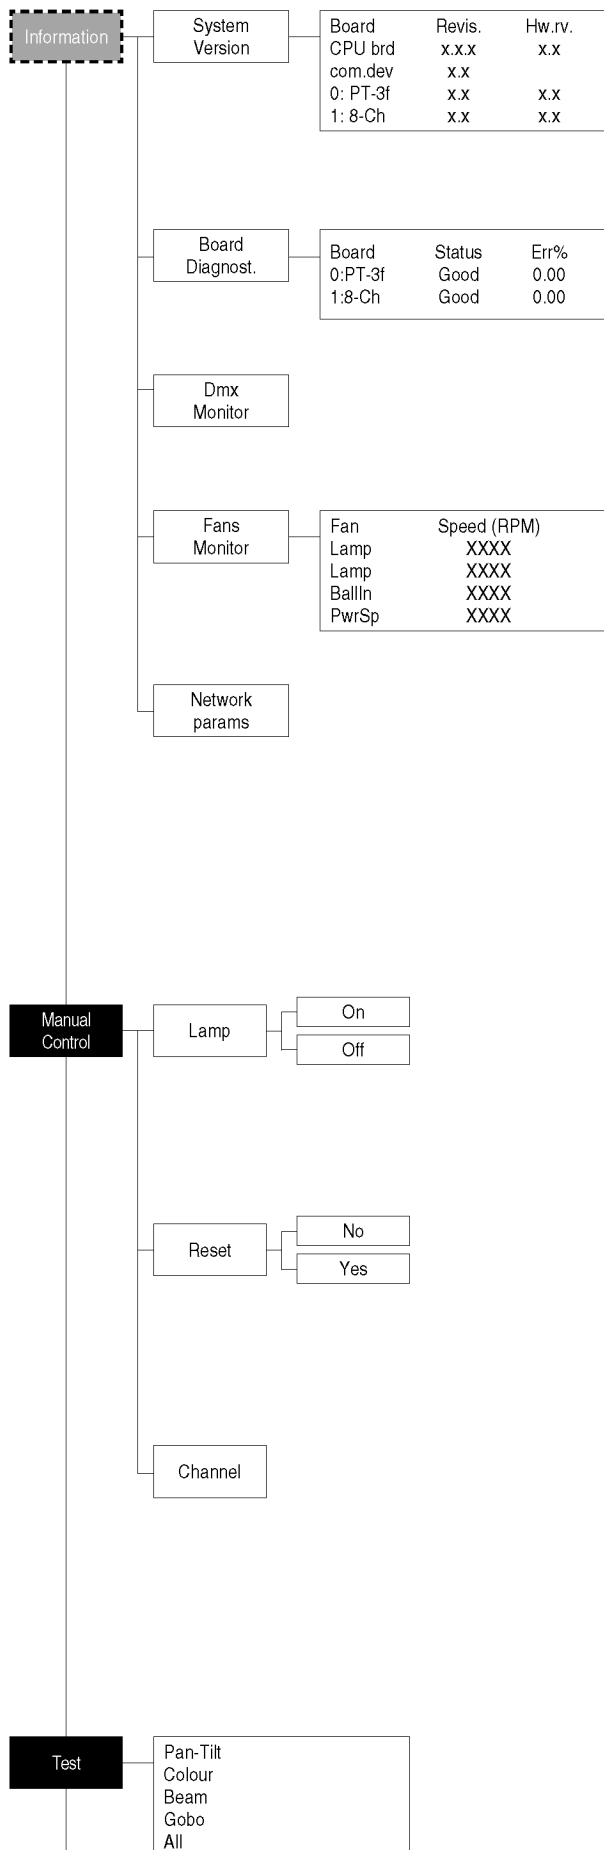 Information
System
Version
Board Revis. Hw.rv.
CPU brd x.x.x x.x
com.dev x.x
0: PT-3f x.x x.x
1: 8-Ch x.x x.x
Board
Diagnost.
Board Status Err%
0:PT-3f Good 0.00
1:8-Ch Good 0.00
Dmx
Monitor
Fans
Monitor
Fan Speed (RPM)
Lamp XXXX
Lamp XXXX
BallIn XXXX
PwrSp XXXX
Network
params
Manual
Control
Lamp
On
Off
Reset
No
Yes
Channel
Test
Pan-Tilt
Colour
Beam
Gobo
All